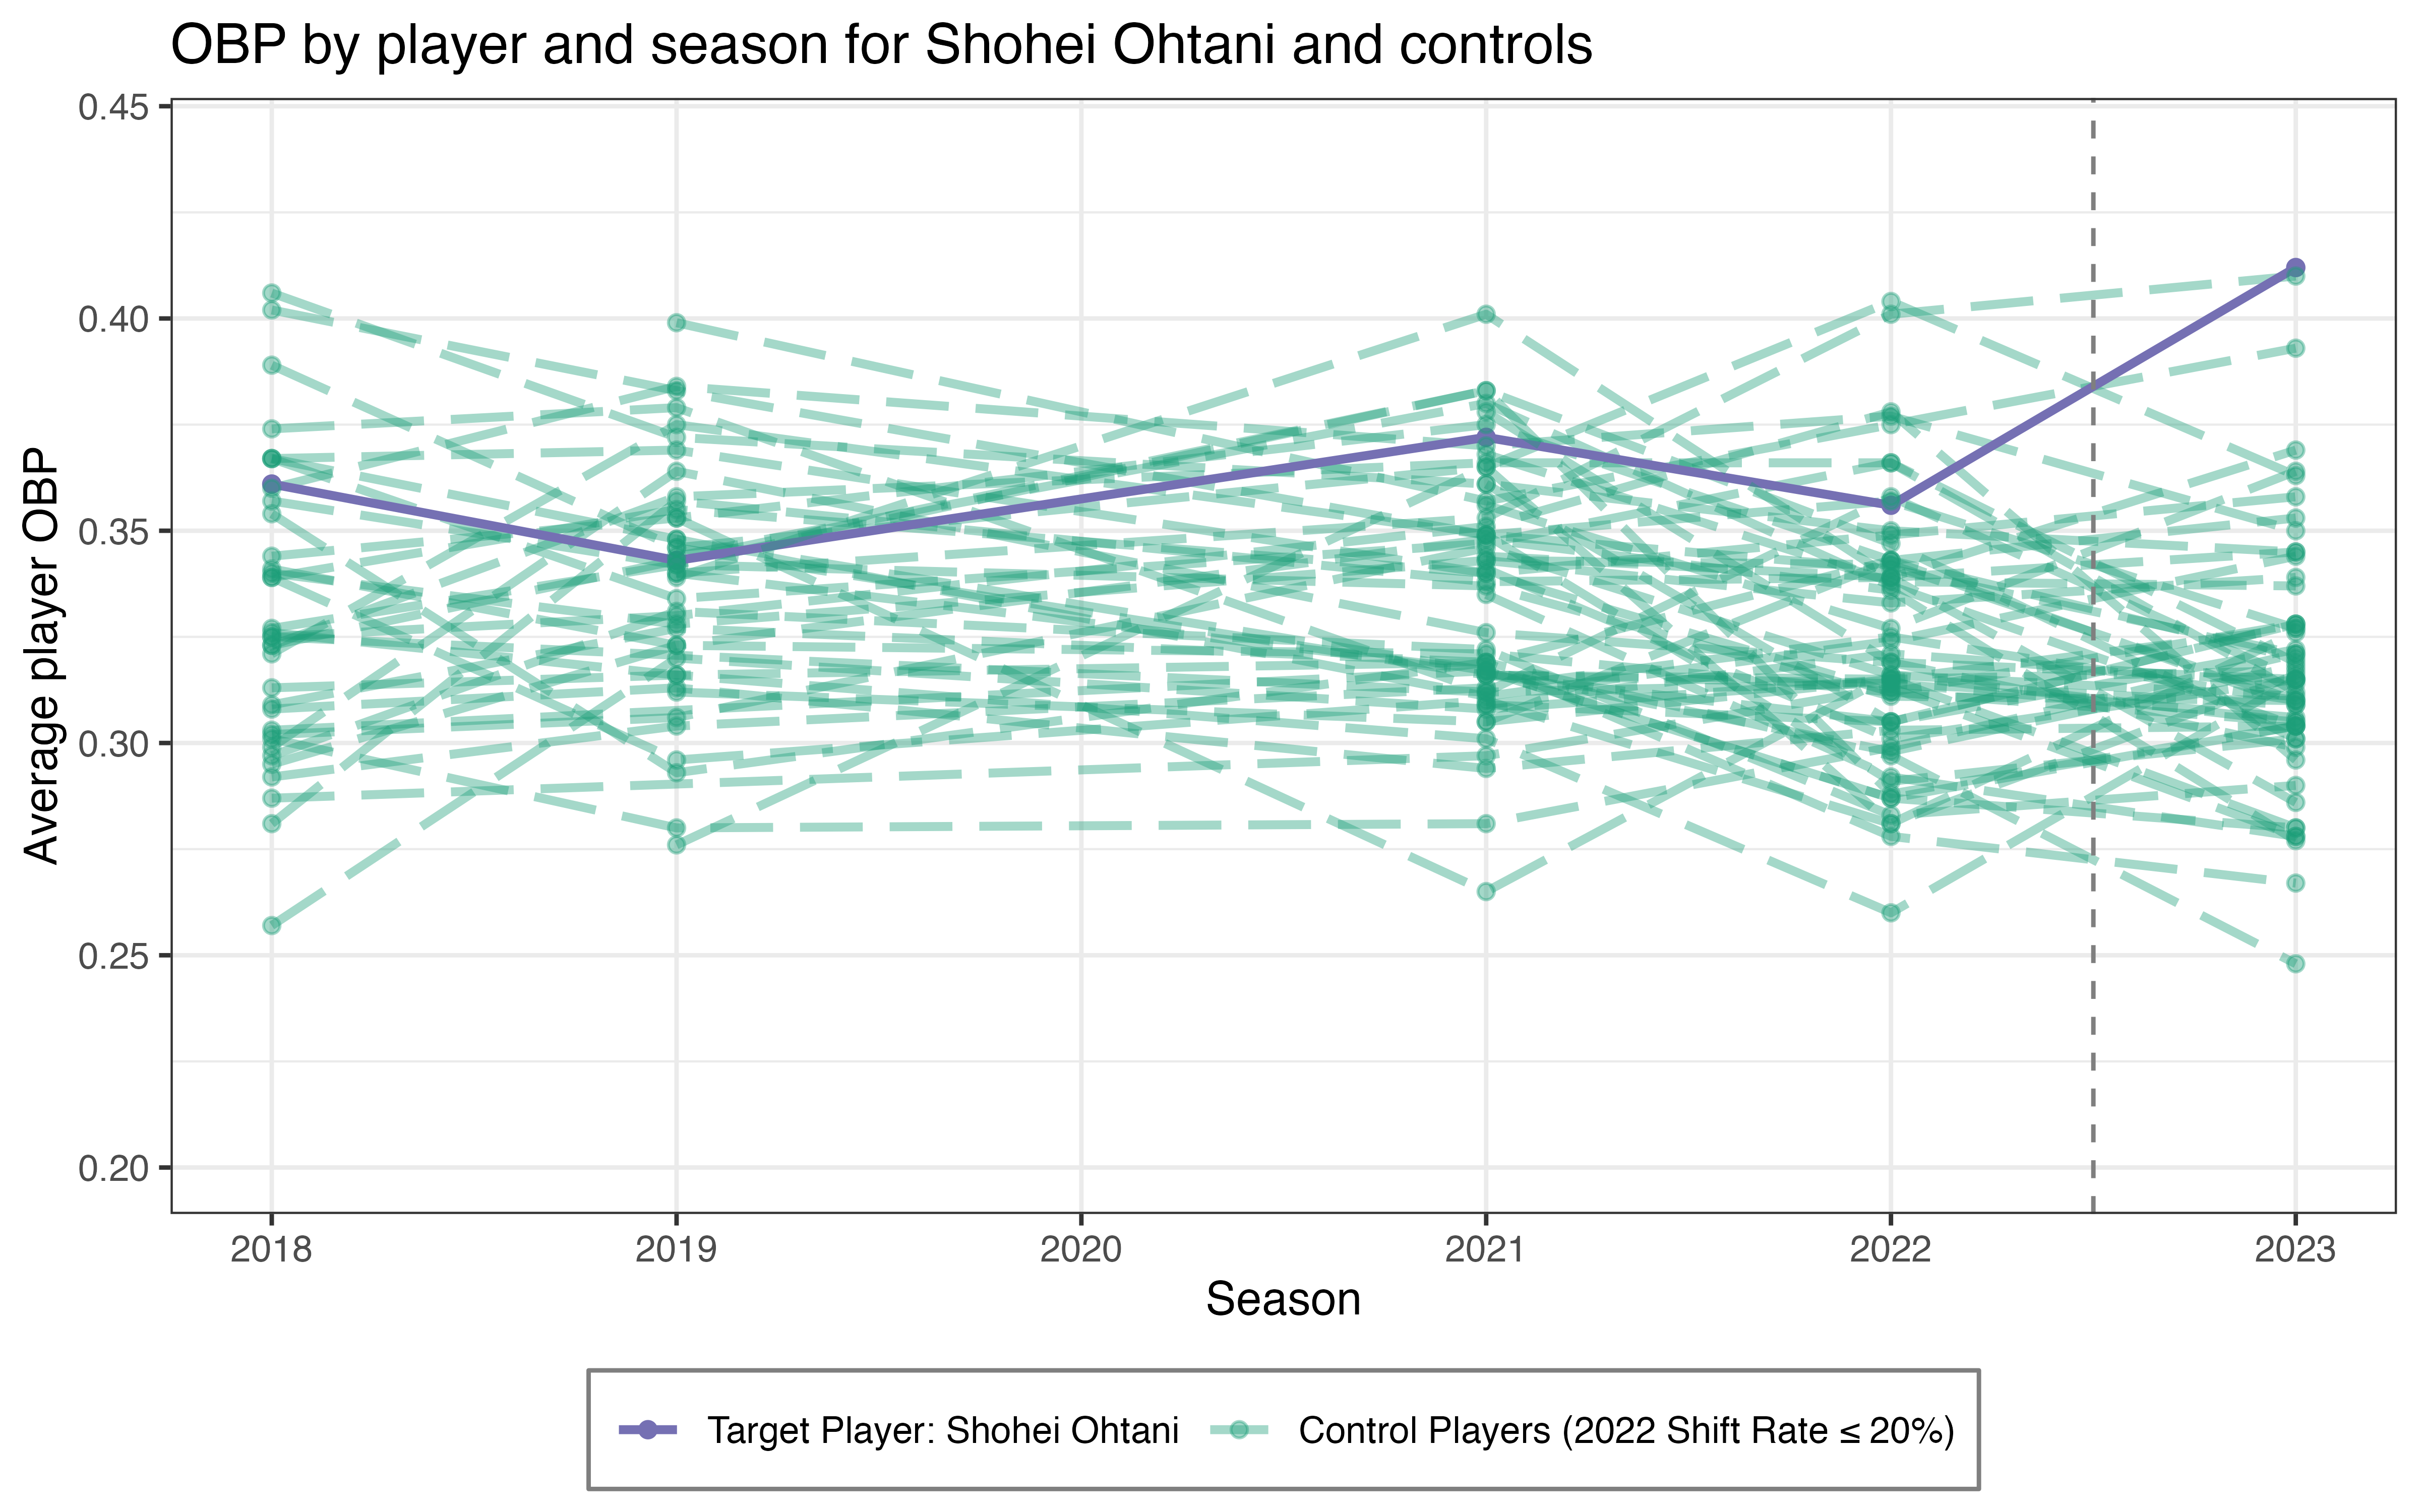 OBP by player and season for Shohei Ohtani and controls
Average player OBP
0.45
0.40
0.35
0.30
0.25
0.20
2018 2019 2020 2021 2022 2023
Season
Target Player: Shohei Ohtani Control Players (2022 Shift Rate ≤ 20%)